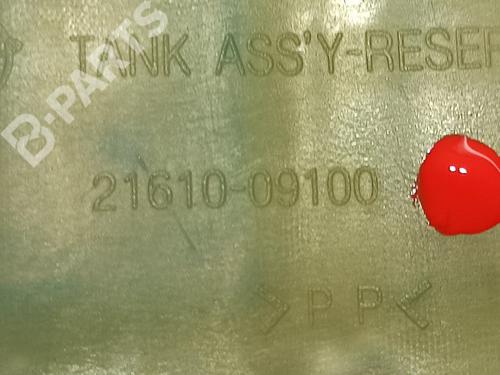 TANK ASS'Y-RESER
B-PARTS
21610-09100
>PP<